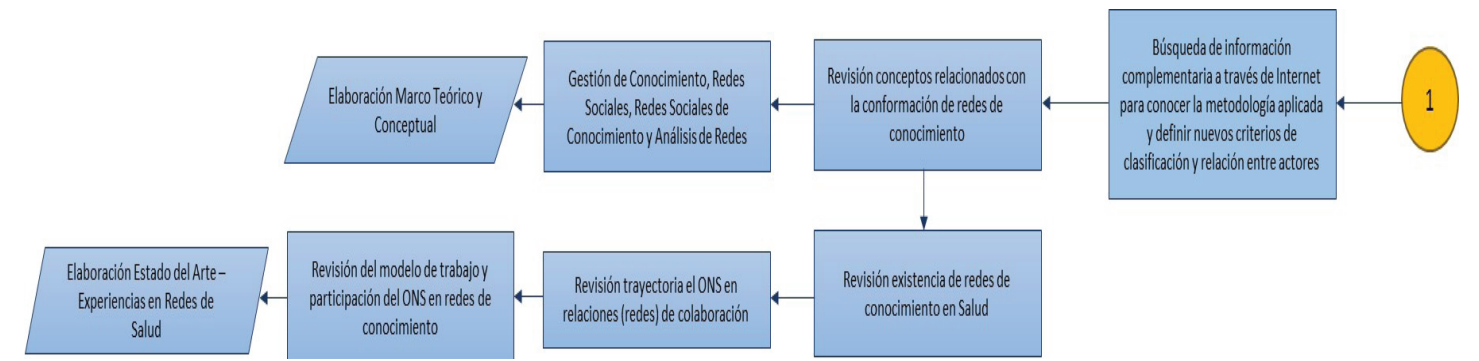 Elaboración Marco Teórico y
Conceptual
Gestión de Conocimiento, Redes
Sociales, Redes Sociales de
Conocimiento y Análisis de Redes
Revisión conceptos relacionados con
la conformación de redes de
conocimiento
Búsqueda de información
complementaria a través de Internet
para conocer la metodología aplicada
y definir nuevos criterios de
clasificación y relación entre actores
1
Elaboración Estado del Arte –
Experiencias en Redes de
Salud
Revisión del modelo de trabajo y
participación del ONS en redes de
conocimiento
Revisión trayectoria el ONS en
relaciones (redes) de colaboración
Revisión existencia de redes de
conocimiento en Salud